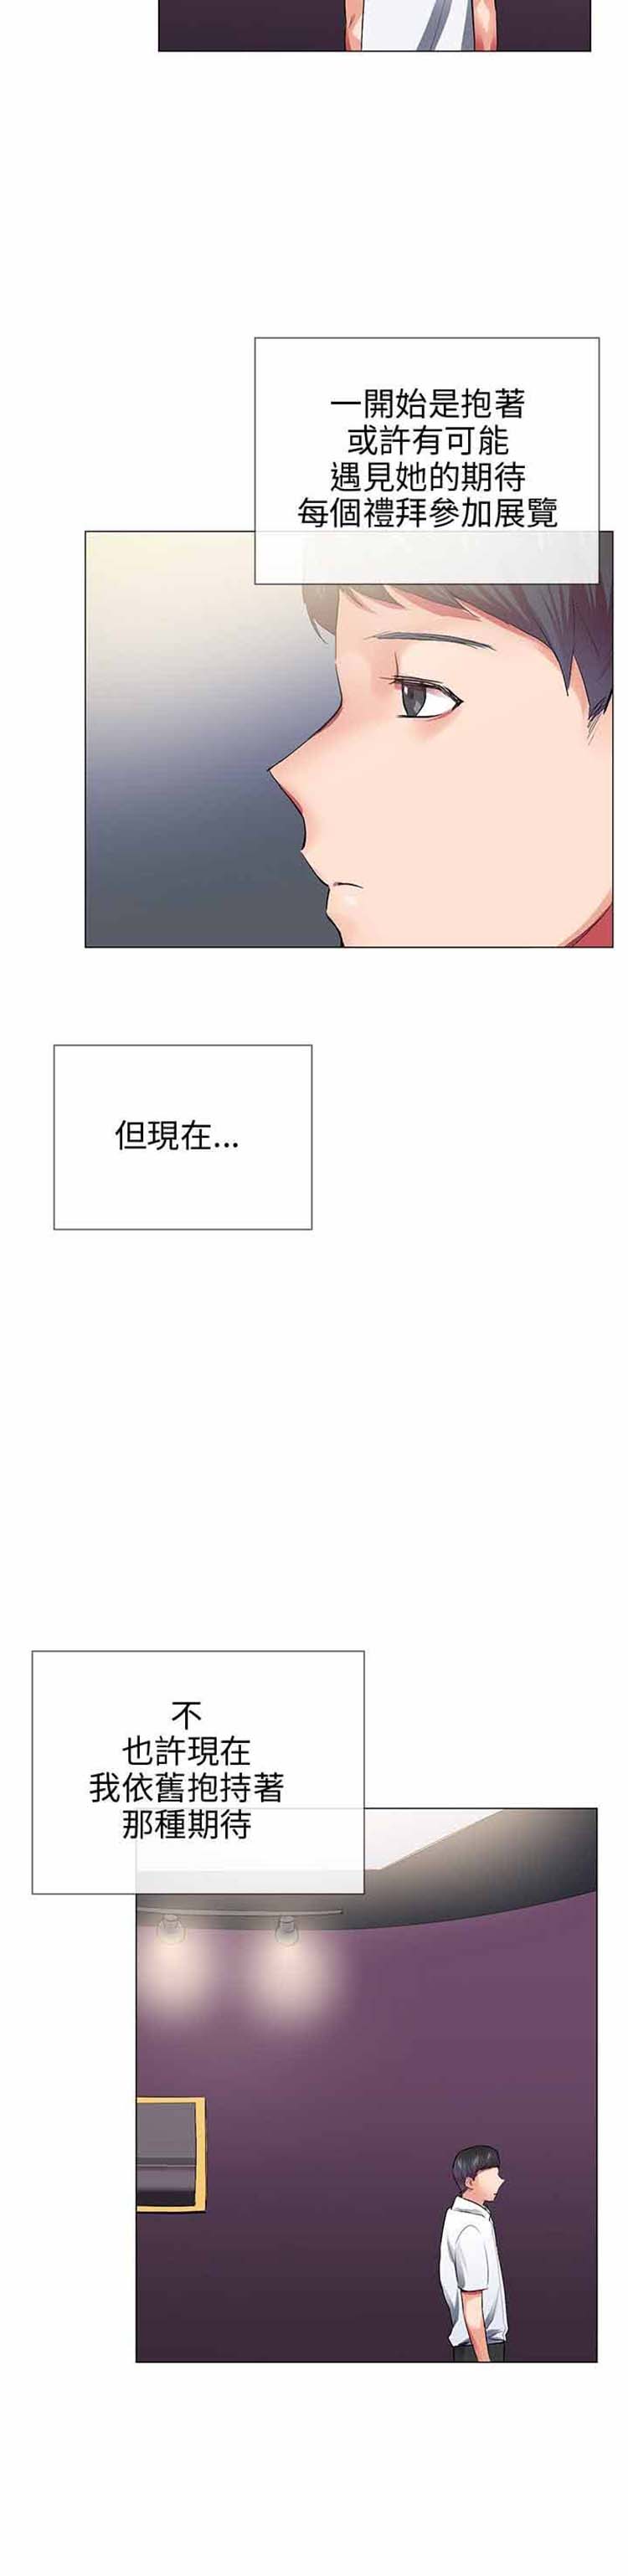 一開始是抱著
或許有可能
遇見她的期待
每個禮拜參加展覽
但現在...
不
也許現在
我依舊抱持著
那種期待